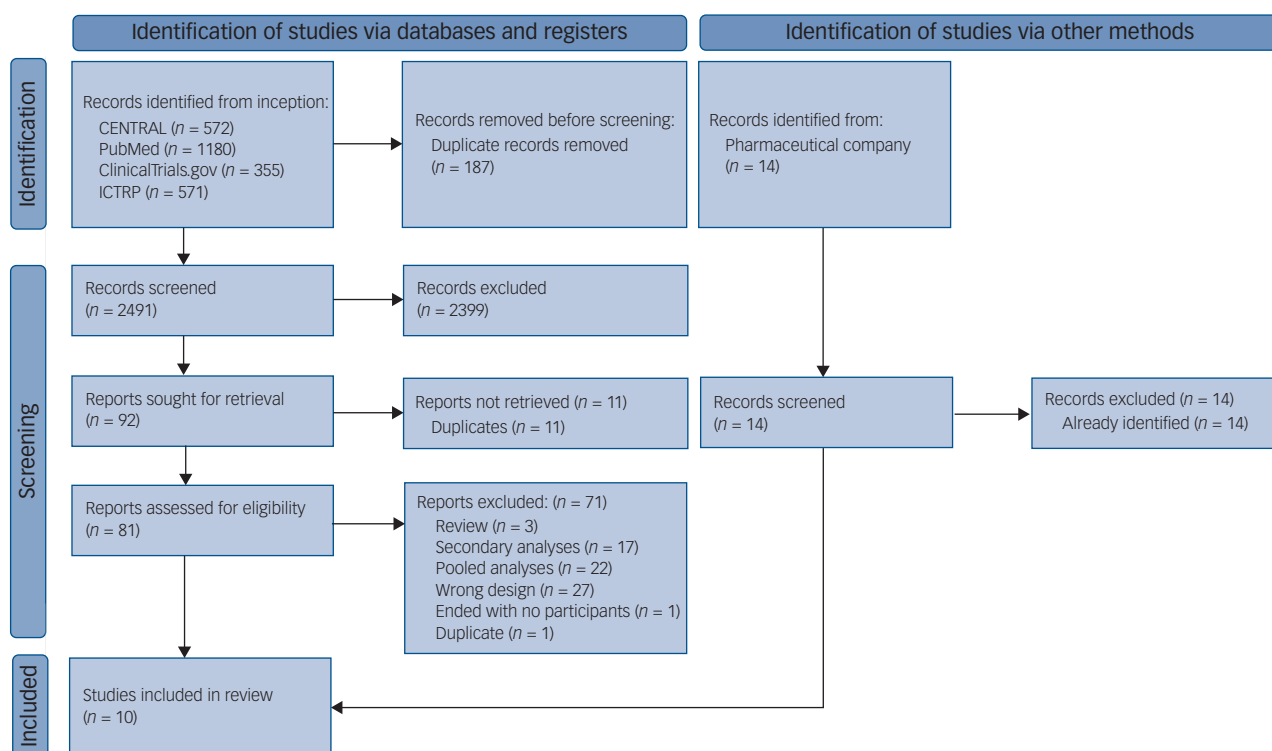 Identification of studies via databases and registers
Identification of studies via other methods
Identification
Records identified from inception:
CENTRAL (n = 572)
PubMed (n = 1180)
ClinicalTrials.gov (n = 355)
ICTRP (n = 571)
Records removed before screening:
Duplicate records removed
(n = 187)
Records identified from:
Pharmaceutical company
(n = 14)
Screening
Records screened
(n = 2491)
Records excluded
(n = 2399)
Reports sought for retrieval
(n = 92)
Reports not retrieved (n = 11)
Duplicates (n = 11)
Records screened
(n = 14)
Records excluded (n = 14)
Already identified (n = 14)
Reports assessed for eligibility
(n = 81)
Reports excluded: (n = 71)
Review (n = 3)
Secondary analyses (n = 17)
Pooled analyses (n = 22)
Wrong design (n = 27)
Ended with no participants (n = 1)
Duplicate (n = 1)
Included
Studies included in review
(n = 10)